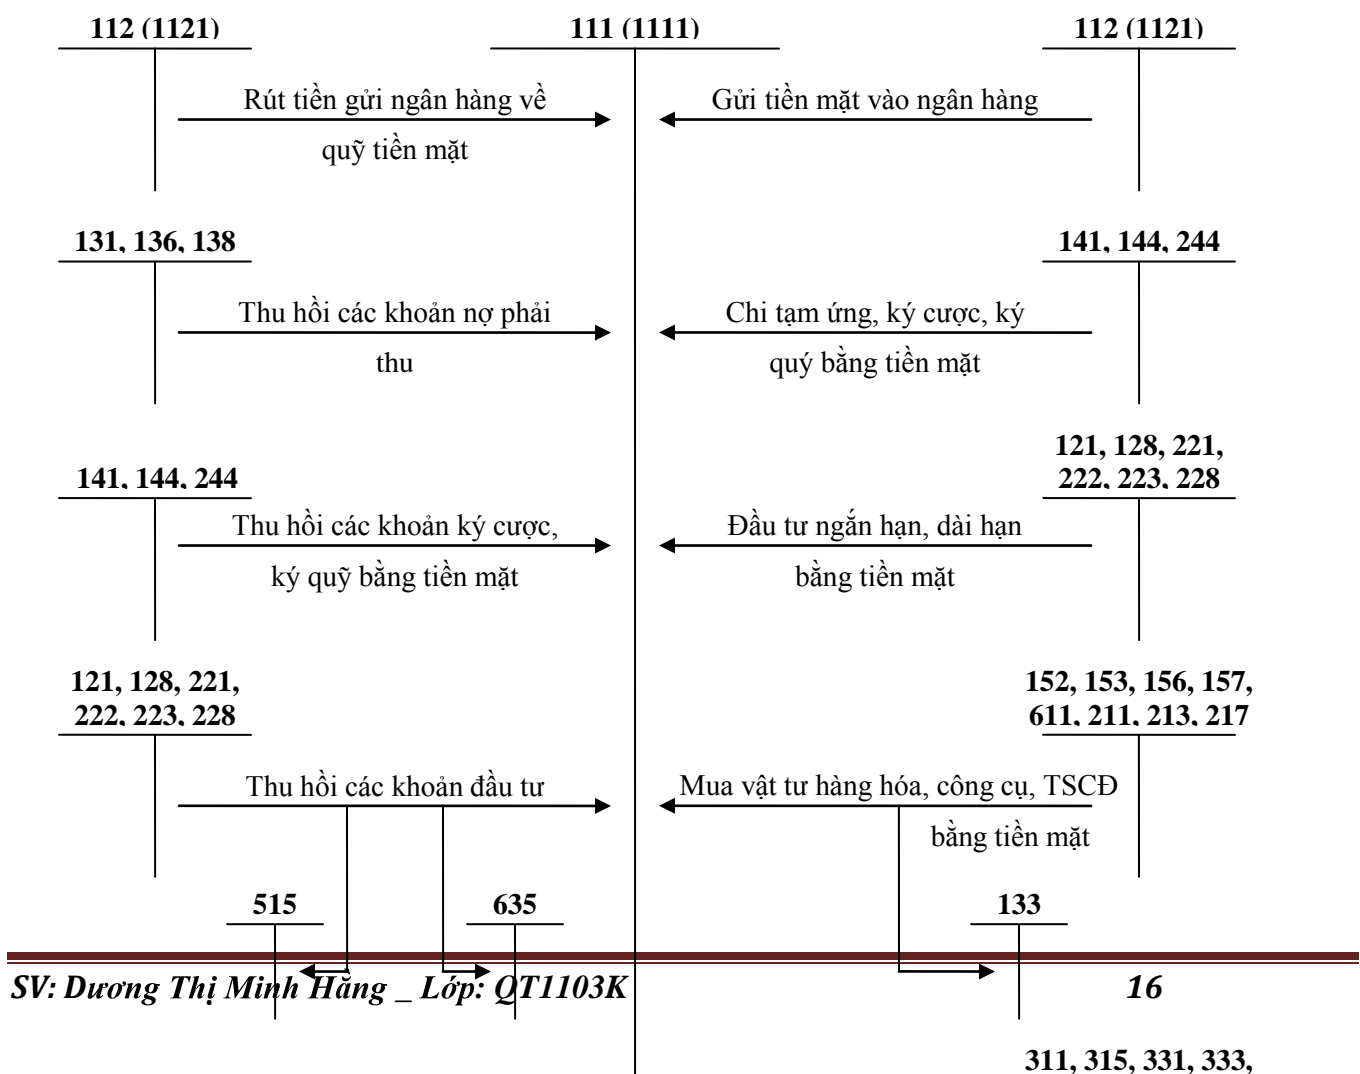 112 (1121)
111 (1111)
112 (1121)
Rút tiền gửi ngân hàng về
quỹ tiền mặt
Gửi tiền mặt vào ngân hàng
131, 136, 138
141, 144, 244
Thu hồi các khoản nợ phải
thu
Chi tạm ứng, ký cược, ký
quý bằng tiền mặt
141, 144, 244
121, 128, 221,
222, 223, 228
Thu hồi các khoản ký cược,
ký quỹ bằng tiền mặt
Đầu tư ngắn hạn, dài hạn
bằng tiền mặt
121, 128, 221,
222, 223, 228
152, 153, 156, 157,
611, 211, 213, 217
Thu hồi các khoản đầu tư
Mua vật tư hàng hóa, công cụ, TSCĐ
bằng tiền mặt
515
635
133
SV: Dương Thị Minh Hằng _ Lớp: QT1103K
16
311, 315, 331, 333,